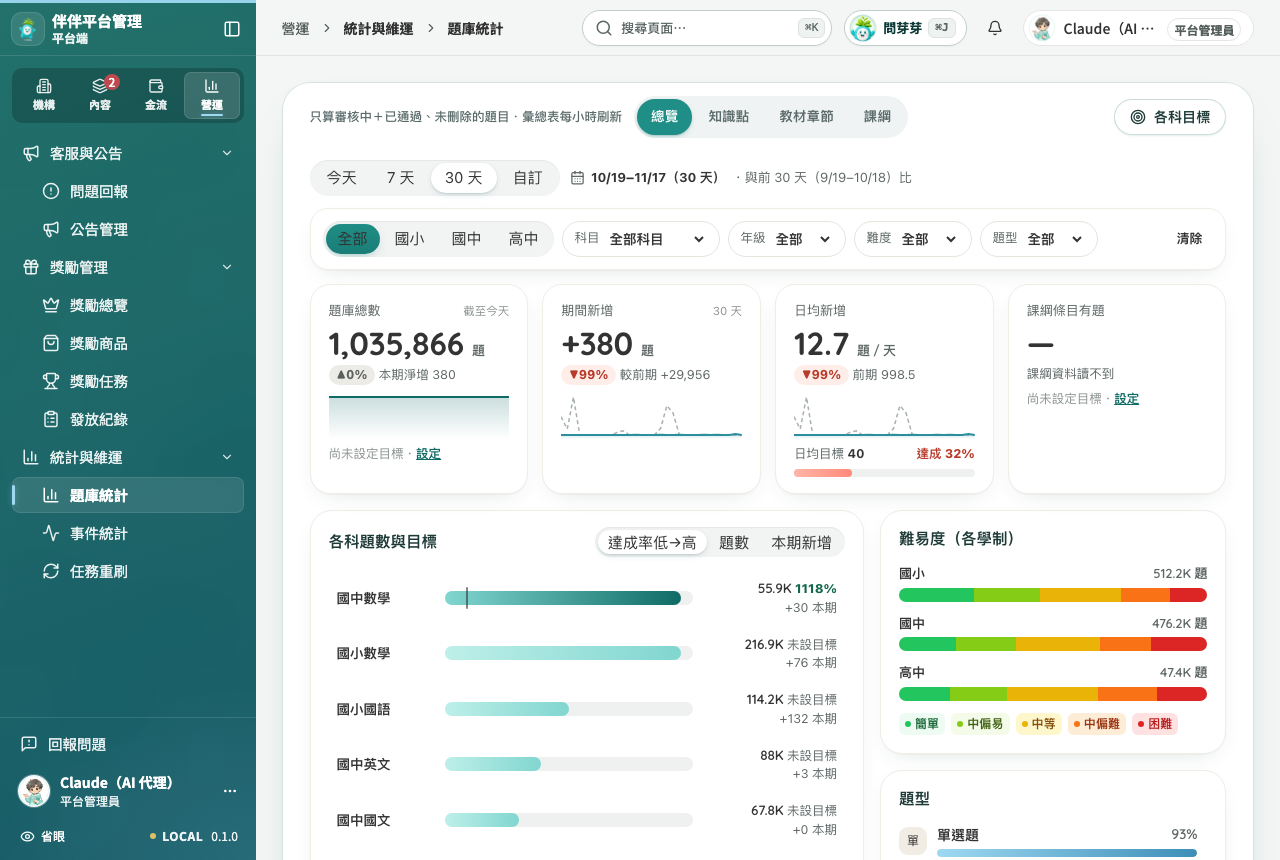 伴伴平台管理
平台端
機構
內容
2
金流
營運
客服與公告
問題回報
公告管理
獎勵管理
獎勵總覽
獎勵商品
獎勵任務
發放紀錄
統計與維運
題庫統計
事件統計
任務重刷
回報問題
Claude（AI 代理）
平台管理員
省眼
LOCAL 0.1.0
營運 > 統計與維運 > 題庫統計
搜尋頁面…
⌘K
問芽芽 ⌘J
Claude（AI …
平台管理員
只算審核中＋已通過、未刪除的題目 · 彙總表每小時刷新
總覽 知識點 教材章節 課綱
各科目標
今天 7 天 30 天 自訂
10/19–11/17（30 天）
· 與前 30 天（9/19–10/18）比
全部 國小 國中 高中
科目 全部科目
年級 全部
難度 全部
題型 全部
清除
題庫總數 截至今天
1,035,866 題
▲0% 本期淨增 380
尚未設定目標 · 設定
期間新增 30 天
+380 題
▼99% 較前期 +29,956
日均新增
12.7 題 / 天
▼99% 前期 998.5
日均目標 40 達成 32%
課綱條目有題
—
課綱資料讀不到
尚未設定目標 · 設定
各科題數與目標
達成率低→高 題數 本期新增
國中數學 55.9K 1118%
+30 本期
國小數學 216.9K 未設目標
+76 本期
國小國語 114.2K 未設目標
+132 本期
國中英文 88K 未設目標
+3 本期
國中國文 67.8K 未設目標
+0 本期
難易度（各學制）
國小 512.2K 題
國中 476.2K 題
高中 47.4K 題
簡單 中偏易 中等 中偏難 困難
題型
單 單選題 93%